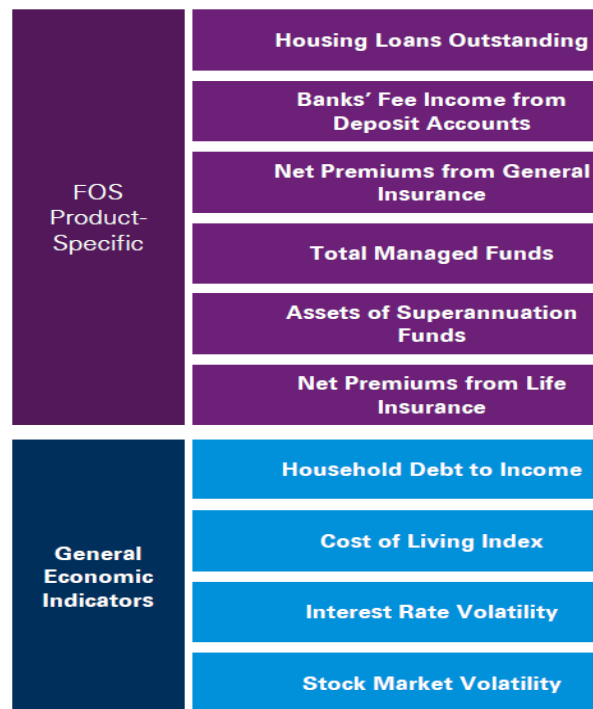 FOS
Product-
Specific
Housing Loans Outstanding
Banks’ Fee Income from
Deposit Accounts
Net Premiums from General
Insurance
Total Managed Funds
Assets of Superannuation
Funds
Net Premiums from Life
Insurance
General
Economic
Indicators
Household Debt to Income
Cost of Living Index
Interest Rate Volatility
Stock Market Volatility